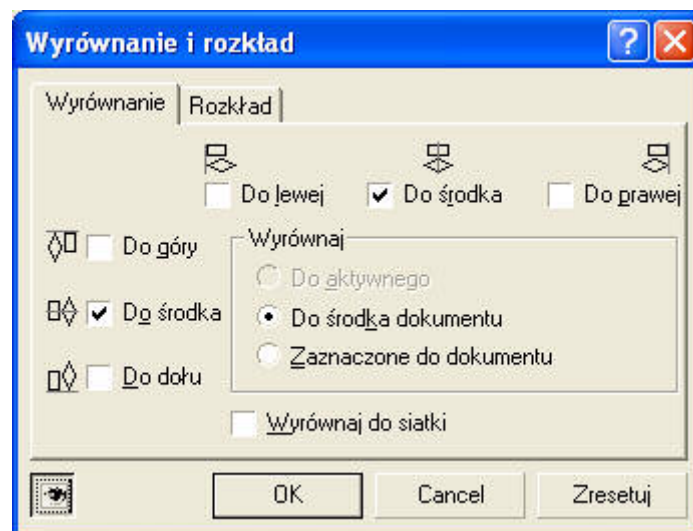 Wyrównanie i rozkład
Wyrównanie Rozkład
Do lewej Do środka Do prawej
Do góry
Wyrównaj
Do aktywnego
Do środka
Do środka dokumentu
Zaznaczone do dokumentu
Do dołu
Wyrównaj do siatki
OK Cancel Zresetuj